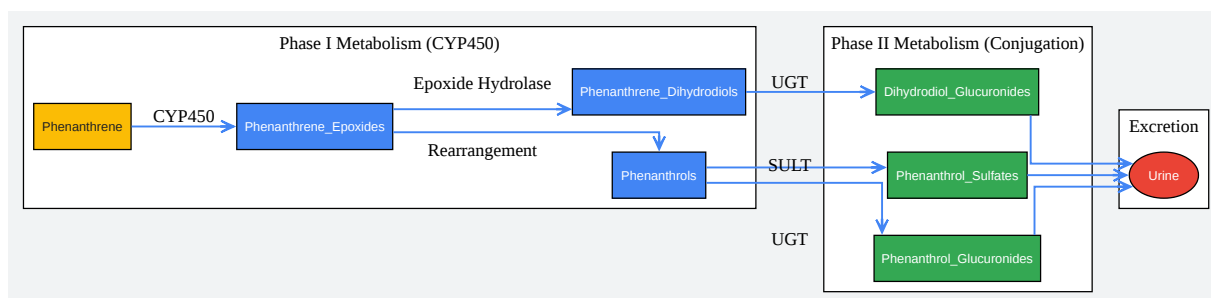 Phase I Metabolism (CYP450)
Phase II Metabolism (Conjugation)
Epoxide Hydrolase
Phenanthrene_Dihydrodiols
UGT
Dihydrodiol_Glucuronides
Phenanthrene
CYP450
Phenanthrene_Epoxides
Excretion
Rearrangement
Phenanthrols
SULT
Phenanthrol_Sulfates
Urine
UGT
Phenanthrol_Glucuronides